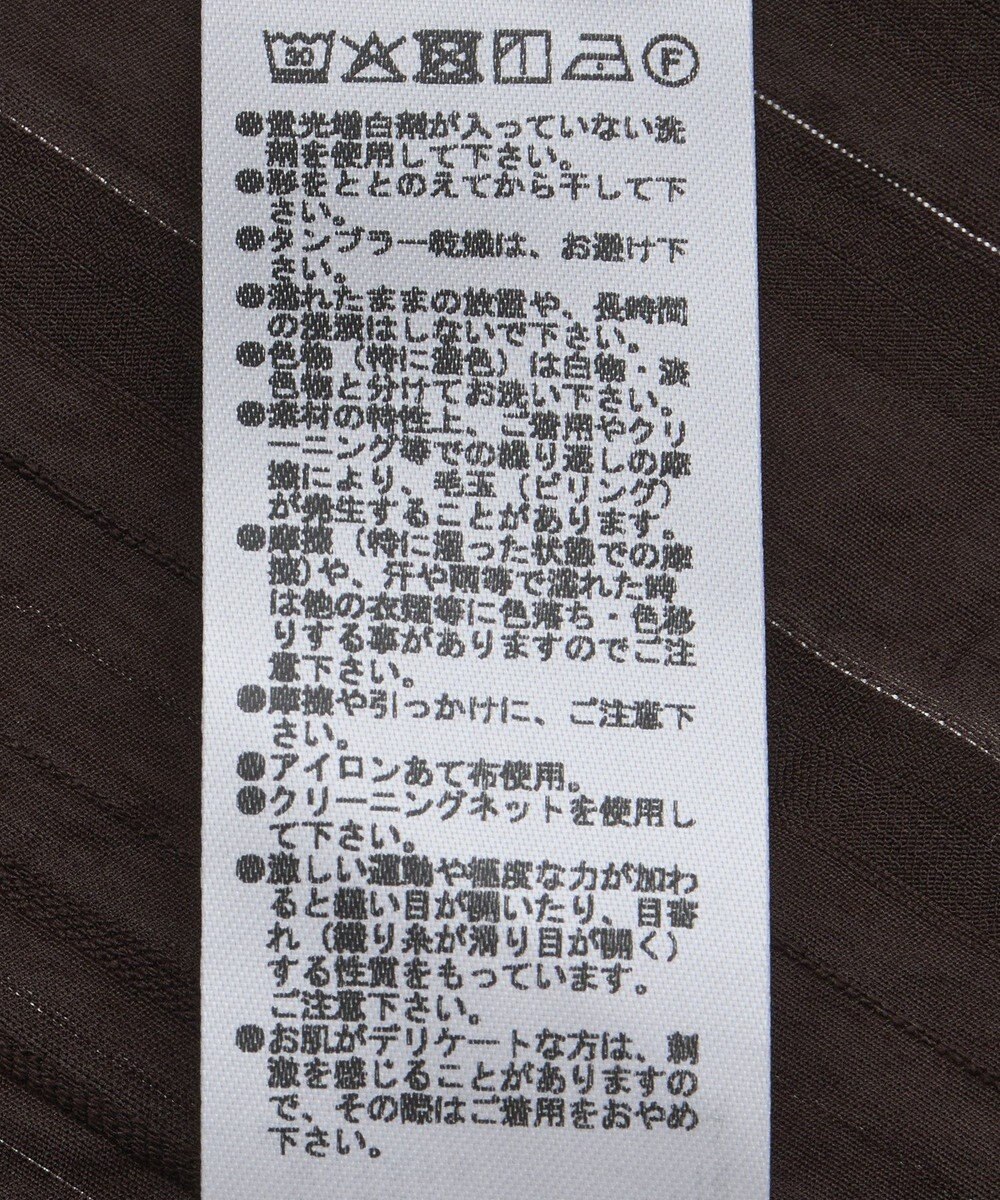 30 F
●蛍光増白剤が入っていない洗
剤を使用して下さい。
●形をととのえてから干して下
さい。
●タンブラー乾燥は、お避け下
さい。
●濡れたままの放置や、長時間
の浸漬はしないで下さい。
●色物(特に濃色)は白物・淡
色物と分けてお洗い下さい。
●素材の特性上、ご着用やクリ
ーニング等での繰り返しの摩
擦により、毛玉(ピリング)
が発生することがあります。
●摩擦(特に湿った状態での摩
擦)や、汗や雨等で濡れた時
は他の衣類等に色落ち・色移
りする事がありますのでご注
意下さい。
●摩擦や引っかけに、ご注意下
さい。
●アイロンあて布使用。
●クリーニングネットを使用し
て下さい。
●激しい運動や極度な力が加わ
ると縫い目が開いたり、目寄
れ(織り糸が滑り目が開く)
する性質をもっています。
ご注意下さい。
●お肌がデリケートな方は、刺
激を感じることがありますの
で、その際はご着用をおやめ
下さい。